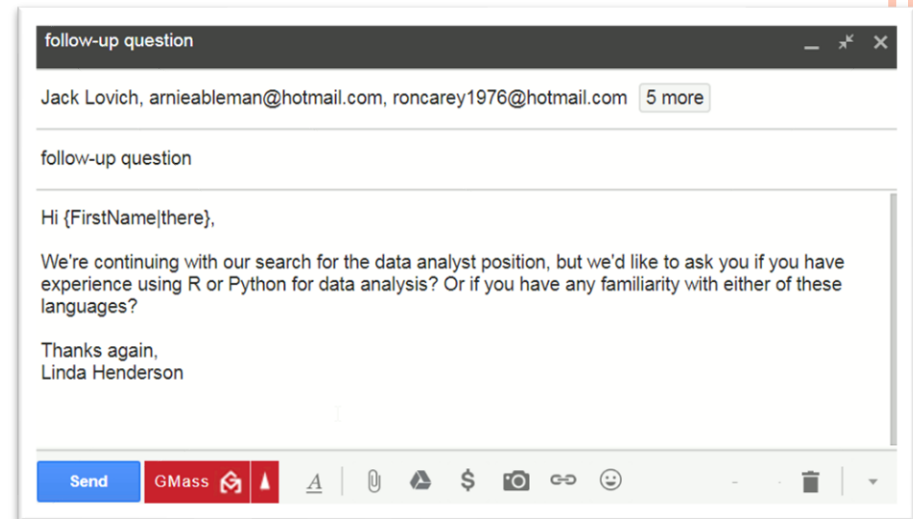 follow-up question
Jack Lovich, arnieableman@hotmail.com, roncarey1976@hotmail.com 5 more
follow-up question
Hi {FirstName|there},
We're continuing with our search for the data analyst position, but we'd like to ask you if you have
experience using R or Python for data analysis? Or if you have any familiarity with either of these
languages?
Thanks again,
Linda Henderson
Send GMass A $